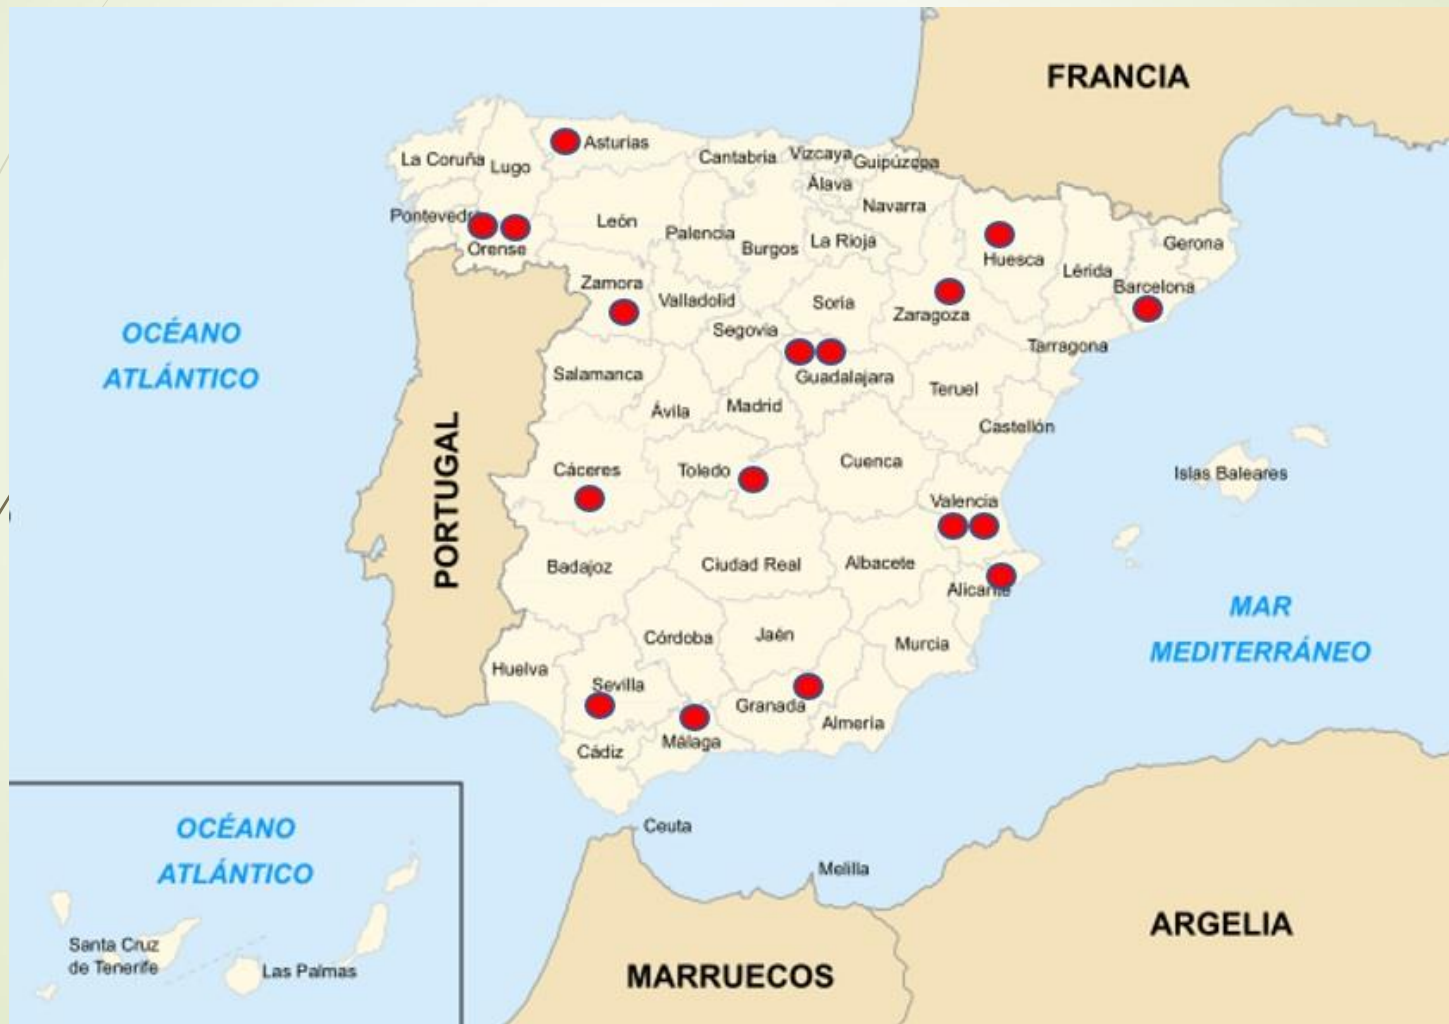 FRANCIA
Asturias
La Coruña
Lugo
Cantabria
Vizcaya
Guipúzcoa
Álava
Navarra
Pontevedra
Orense
León
Palencia
Burgos
La Rioja
Huesca
Lérida
Gerona
Barcelona
Zamora
Valladolid
Soria
Zaragoza
Segovia
Tarragona
Salamanca
Ávila
Madrid
Guadalajara
Teruel
Castellón
OCÉANO
ATLÁNTICO
PORTUGAL
Cáceres
Toledo
Cuenca
Valencia
Islas Baleares
Badajoz
Ciudad Real
Albacete
Alicante
MAR
MEDITERRÁNEO
Huelva
Córdoba
Jaén
Murcia
Sevilla
Granada
Almería
Cádiz
Málaga
Ceuta
Melilla
OCÉANO
ATLÁNTICO
Santa Cruz
de Tenerife
Las Palmas
MARRUECOS
ARGELIA